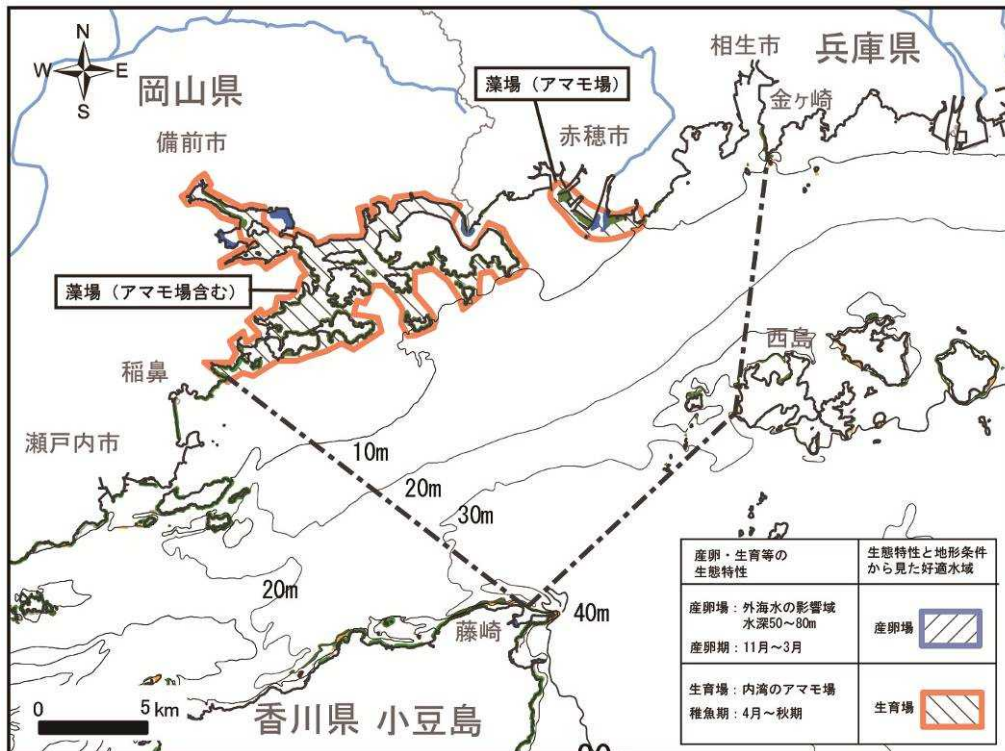 N
W E
S
岡山県
備前市
藻場（アマモ場）
相生市
兵庫県
金ヶ崎
赤穂市
藻場（アマモ場含む）
西島
稲鼻
瀬戸内市
10m
20m
30m
20m
40m
藤崎
0 5km
香川県 小豆島
産卵・生育等の
生態特性
生態特性と地形条件
から見た好適水域
産卵場：外海水の影響域
水深50～80m
産卵期：11月～3月
産卵場
生育場：内湾のアマモ場
稚魚期：4月～秋期
生育場